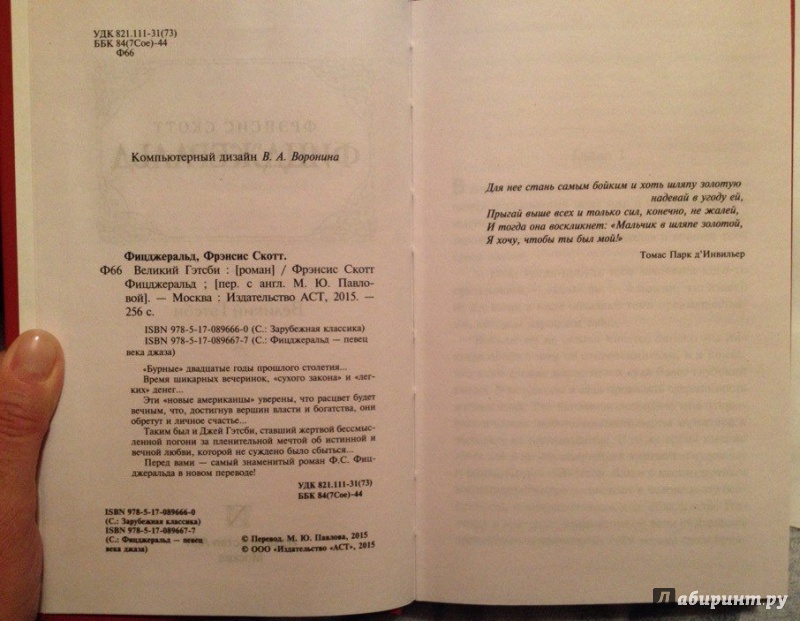 УДК 821.111-31(73)
ББК 84(7Сое)-44
Ф66
Компьютерный дизайн В. А. Воронина
Фицджеральд, Фрэнсис Скотт.
Ф66 Великий Гэтсби : [роман] / Фрэнсис Скотт
Фицджеральд ; [пер. с англ. М. Ю. Павло-
вой]. — Москва : Издательство АСТ, 2015. —
256 с.
ISBN 978-5-17-089666-0 (С.: Зарубежная классика)
ISBN 978-5-17-089667-7 (С.: Фицджеральд — певец
века джаза)
«Бурные» двадцатые годы прошлого столетия...
Время шикарных вечеринок, «сухого закона» и «лег-
ких» денег...
Эти «новые американцы» уверены, что расцвет будет
вечным, что, достигнув вершин власти и богатства, они
обретут и личное счастье...
Таким был и Джей Гэтсби, ставший жертвой бессмыс-
ленной погони за пленительной мечтой об истинной и
вечной любви, которой не суждено было сбыться...
Перед вами — самый знаменитый роман Ф.С. Фиц-
джеральда в новом переводе!
УДК 821.111-31(73)
ББК 84(7Сое)-44
ISBN 978-5-17-089666-0
(С.: Зарубежная классика)
ISBN 978-5-17-089667-7
(С.: Фицджеральд — певец
века джаза)
© Перевод. М. Ю. Павлова, 2015
© ООО «Издательство «АСТ», 2015
Для нее стань самым бойким и хоть шляпу золотую
надевай в угоду ей,
Прыгай выше всех и только сил, конечно, не жалей,
И тогда она воскликнет: «Мальчик в шляпе золотой,
Я хочу, чтобы ты был мой!»
Томас Парк д'Инвильер
Лабиринт.ру